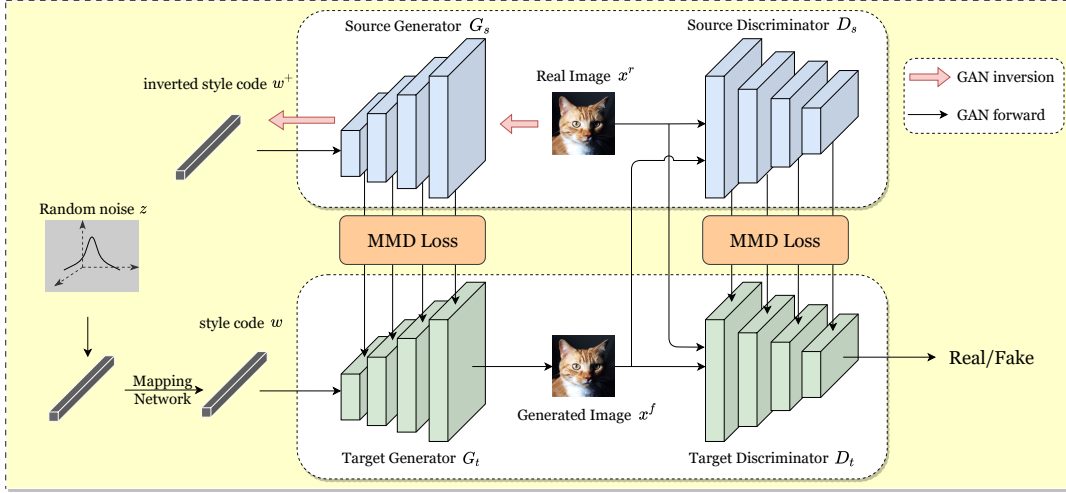 Source Generator G_s
Source Discriminator D_s
inverted style code w^+
Real Image x^r
GAN inversion
GAN forward
Random noise z
MMD Loss
MMD Loss
style code w
Mapping
Network
Real/Fake
Generated Image x^f
Target Generator G_t
Target Discriminator D_t